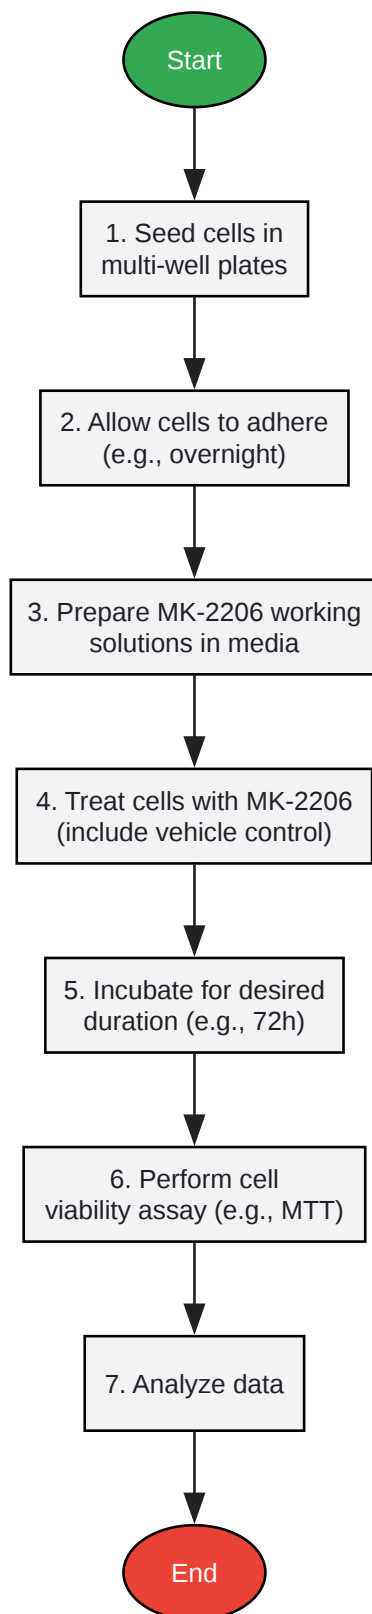 Start
1. Seed cells in
multi-well plates
2. Allow cells to adhere
(e.g., overnight)
3. Prepare MK-2206 working
solutions in media
4. Treat cells with MK-2206
(include vehicle control)
5. Incubate for desired
duration (e.g., 72h)
6. Perform cell
viability assay (e.g., MTT)
7. Analyze data
End